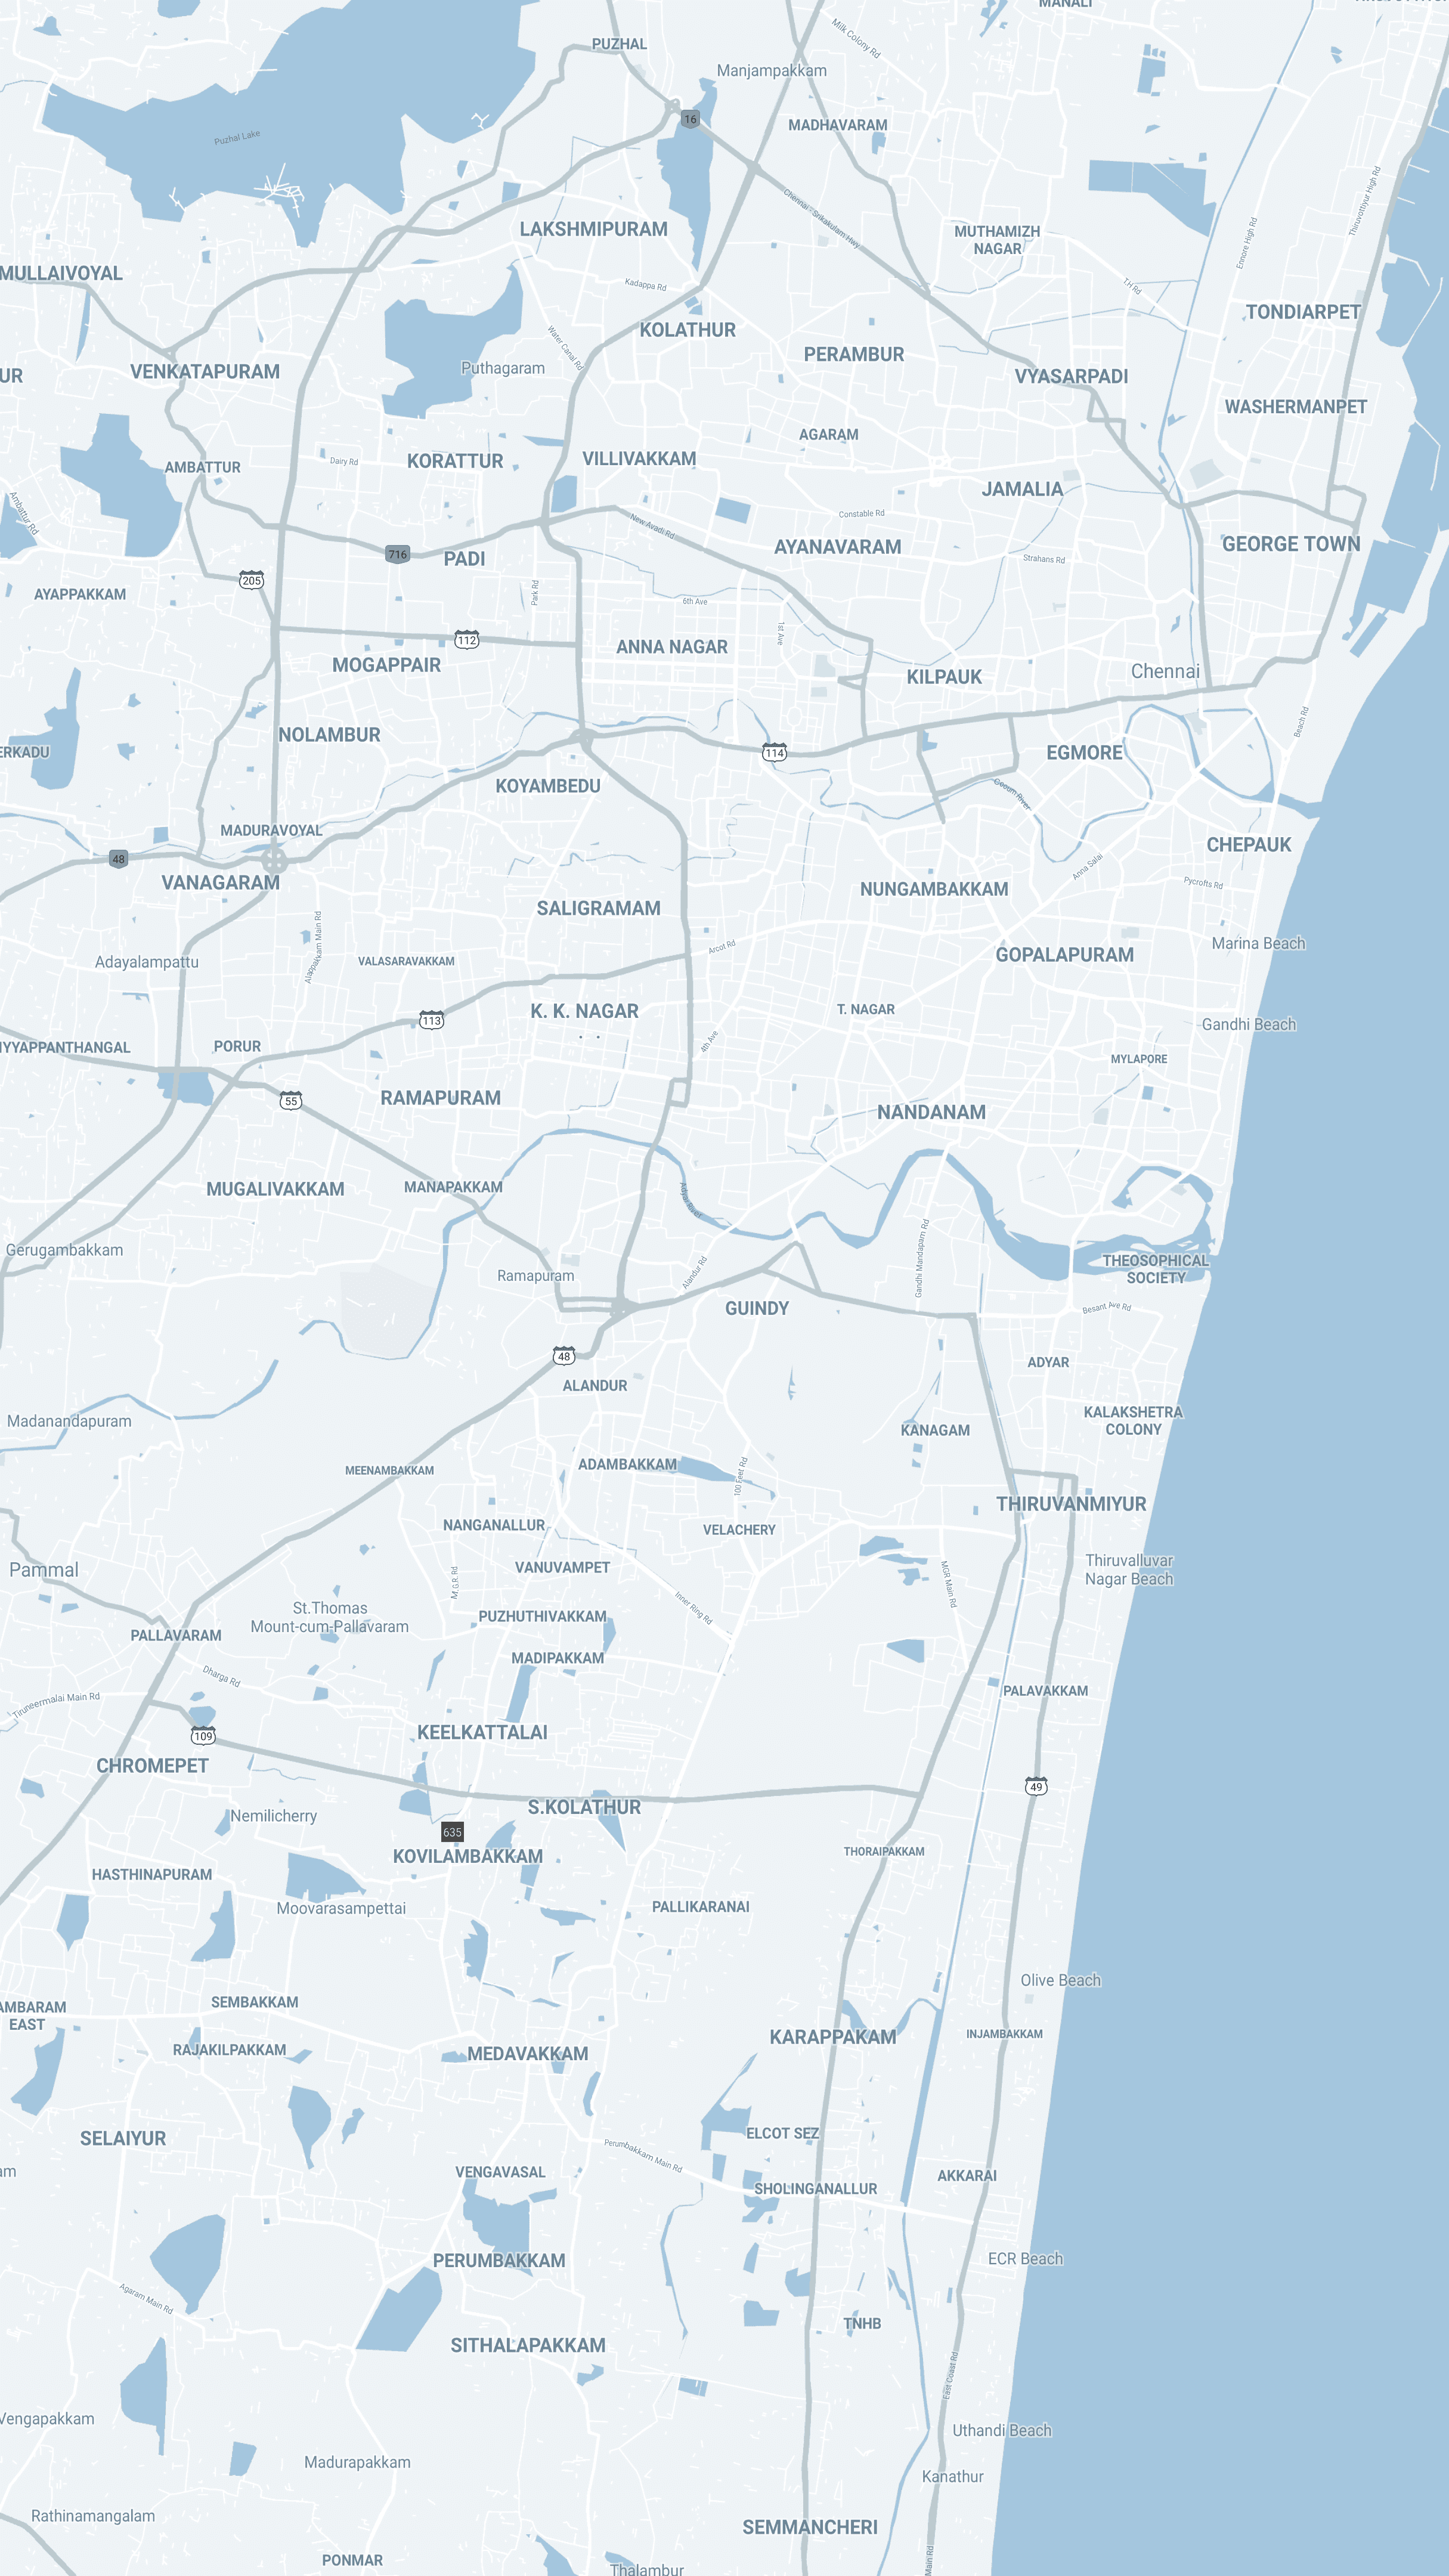 MANALI
PUZHAL
Milk Colony Rd
Manjampakkam
16
MADHAVARAM
Puzhal Lake
Chennai - Srikakulam Hwy
Thiruvottiyur High Rd
LAKSHMIPURAM
MUTHAMIZH
NAGAR
Ennore High Rd
MULLAIVOYAL
Kadappa Rd
T.H Rd
TONDIARPET
KOLATHUR
Water Canal Rd
PERAMBUR
VENKATAPURAM
Puthagaram
VYASARPADI
UR
WASHERMANPET
AGARAM
AMBATTUR
Dairy Rd
KORATTUR
VILLIVAKKAM
JAMALIA
Ambattur Rd
New Avadi Rd
Constable Rd
716
PADI
AYANAVARAM
GEORGE TOWN
Strahans Rd
205
AYAPPAKKAM
Park Rd
6th Ave
1st Ave
112
ANNA NAGAR
MOGAPPAIR
KILPAUK
Chennai
NOLAMBUR
Beach Rd
ERKADU
114
EGMORE
KOYAMBEDU
Cooum River
MADURAVOYAL
CHEPAUK
48
Anna Salai
VANAGARAM
NUNGAMBAKKAM
Pycrofts Rd
SALIGRAMAM
Alappakkam Main Rd
Arcot Rd
Marina Beach
Adayalampattu
VALASARAVAKKAM
GOPALAPURAM
K. K. NAGAR
T. NAGAR
113
Gandhi Beach
4th Ave
IYYAPPANTHANGAL
PORUR
MYLAPORE
55
RAMAPURAM
NANDANAM
MUGALIVAKKAM
MANAPAKKAM
Adyar River
Gerugambakkam
Gandhi Mandapam Rd
THEOSOPHICAL
SOCIETY
Ramapuram
Alandur Rd
GUINDY
Besant Ave Rd
48
ADYAR
ALANDUR
KALAKSHETRA
COLONY
Madanandapuram
KANAGAM
MEENAMBAKKAM
ADAMBAKKAM
100 Feet Rd
THIRUVANMIYUR
NANGANALLUR
VELACHERY
Pammal
VANUVAMPET
Thiruvalluvar
Nagar Beach
M.G.R. Rd
MGR Main Rd
St.Thomas
Mount-cum-Pallavaram
Inner Ring Rd
PUZHUTHIVAKKAM
PALLAVARAM
MADIPAKKAM
Dharga Rd
PALAVAKKAM
Tiruneermalai Main Rd
109
KEELKATTALAI
CHROMEPET
49
S.KOLATHUR
Nemilicherry
635
KOVILAMBAKKAM
THORAIPAKKAM
HASTHINAPURAM
Moovarasampettai
PALLIKARANAI
Olive Beach
SEMBAKKAM
AMBARAM
EAST
KARAPPAKAM
INJAMBAKKAM
RAJAKILPAKKAM
MEDAVAKKAM
SELAIYUR
ELCOT SEZ
Perumbakkam Main Rd
am
VENGAVASAL
AKKARAI
SHOLINGANALLUR
PERUMBAKKAM
ECR Beach
Agaram Main Rd
TNHB
SITHALAPAKKAM
East Coast Rd
Vengapakkam
Uthandi Beach
Madurapakkam
Kanathur
Rathinamangalam
SEMMANCHERI
PONMAR
Main Rd
Thalambur